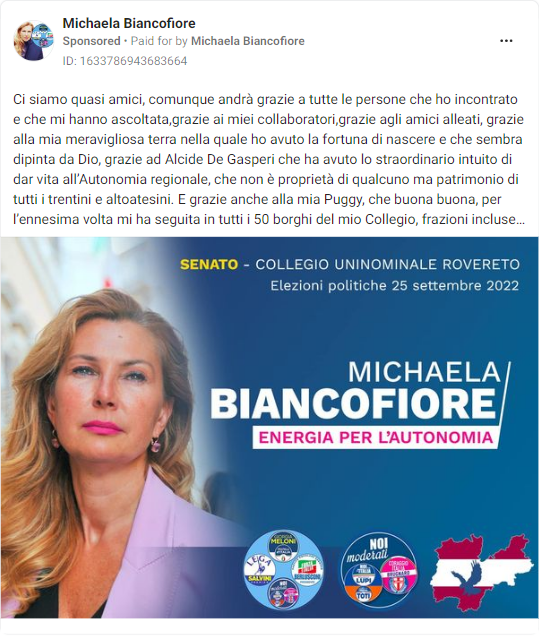 Michaela Biancofiore
Sponsored • Paid for by Michaela Biancofiore
ID: 1633786943683664
Ci siamo quasi amici, comunque andrà grazie a tutte le persone che ho incontrato
e che mi hanno ascoltata,grazie ai miei collaboratori,grazie agli amici alleati, grazie
alla mia meravigliosa terra nella quale ho avuto la fortuna di nascere e che sembra
dipinta da Dio, grazie ad Alcide De Gasperi che ha avuto lo straordinario intuito di
dar vita all'Autonomia regionale, che non è proprietà di qualcuno ma patrimonio di
tutti i trentini e altoatesini. E grazie anche alla mia Puggy, che buona buona, per
l'ennesima volta mi ha seguita in tutti i 50 borghi del mio Collegio, frazioni incluse...
SENATO - COLLEGIO UNINOMINALE ROVERETO
Elezioni politiche 25 settembre 2022
MICHAELA
BIANCOFIORE
ENERGIA PER L'AUTONOMIA
GIORGIA
MELONI
LEGA
SALVINI
BERLUSCONI
NOI
moderati
NOI
MODERATI
LUPI
TOTI
CORAGGIO
ITALIA
BRUGNARO